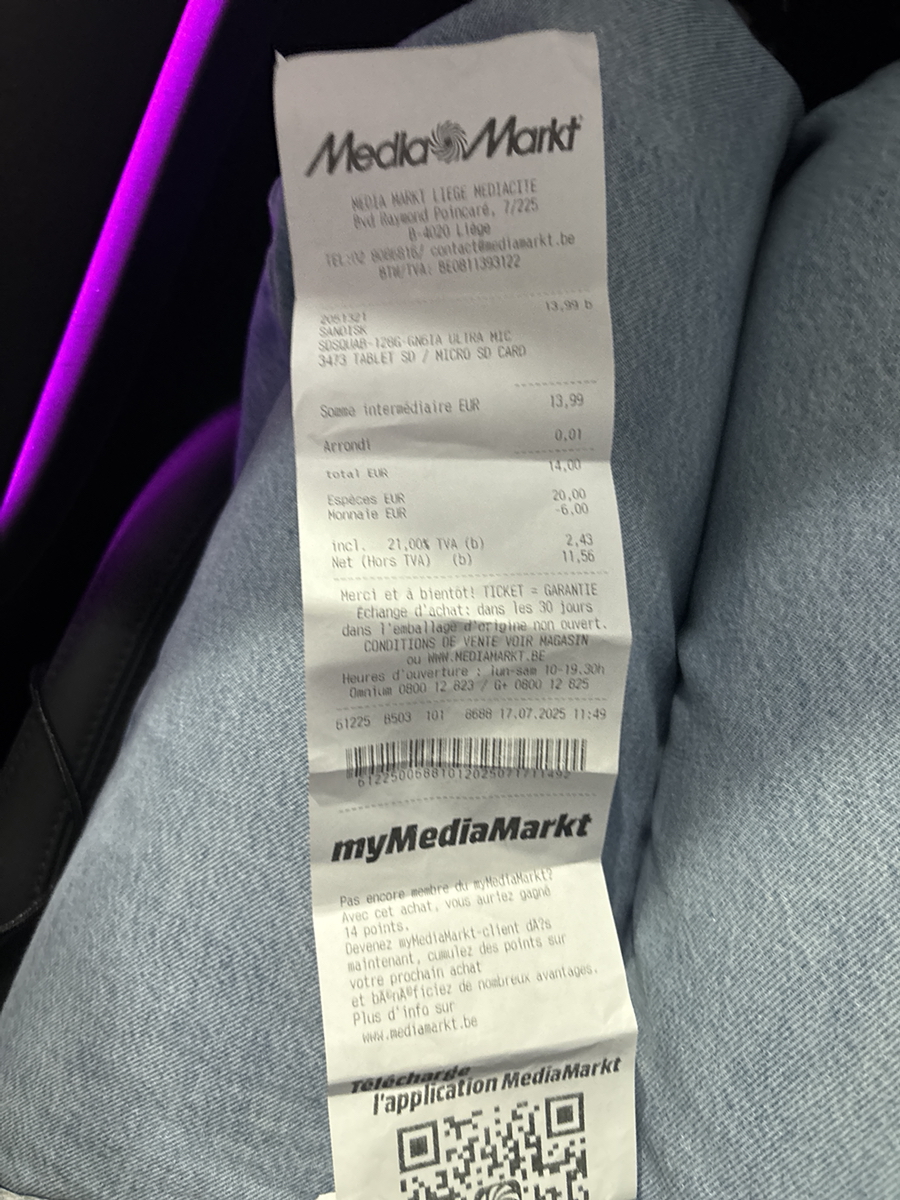 MediaMarkt
MEDIA MARKT LIEGE MEDIACITE
Bvd Raymond Poincaré, 7/225
B-4020 Liège
TEL:02 8086816/ contact@mediamarkt.be
BTW/TVA: BE0811393122
2051321 13,99 b
SANDISK
SDSQUAB-128G-GN6IA ULTRA MIC
3473 TABLET SD / MICRO SD CARD
Somme intermédiaire EUR 13,99
Arrondi 0,01
total EUR 14,00
Espèces EUR 20,00
Monnaie EUR -6,00
incl. 21,00% TVA (b) 2,43
Net (Hors TVA) (b) 11,56
Merci et à bientôt! TICKET = GARANTIE
Echange d'achat: dans les 30 jours
dans l'emballage d'origine non ouvert.
CONDITIONS DE VENTE VOIR MAGASIN
ou WWW.MEDIAMARKT.BE
Heures d'ouverture : lun-sam 10-19.30h
Omnium 0800 12 823 / G+ 0800 12 825
61225 8503 101 8688 17.07.2025 11:49
myMediaMarkt
Pas encore membre du myMediaMarkt?
Avec cet achat, vous auriez gagné
14 points.
Devenez myMediaMarkt-client dÃ?s
maintenant, cumulez des points sur
votre prochain achat
et bÃ©nÃ©ficiez de nombreux avantages.
Plus d'info sur
www.mediamarkt.be
Télécharge
l'application MediaMarkt